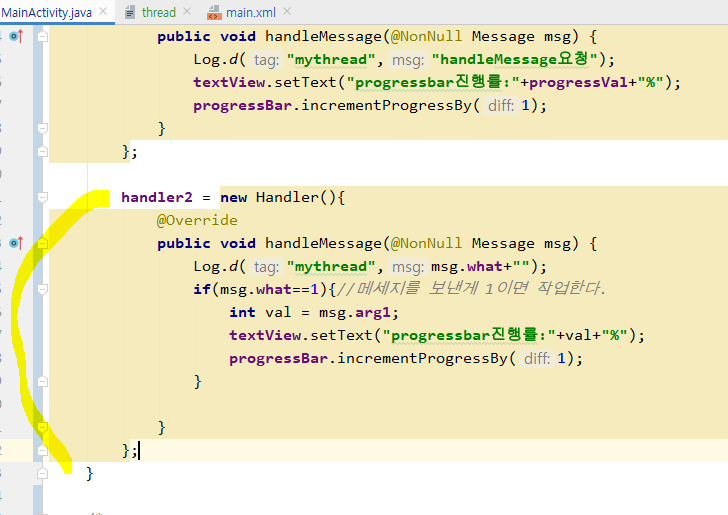 MainActivity.java × thread × main.xml ×
public void handleMessage(@NonNull Message msg) {
Log.d( tag: "mythread", msg: "handleMessage요청");
textView.setText("progressbar진행률:"+progressVal+"%");
progressBar.incrementProgressBy( diff: 1);
}
};
handler2 = new Handler(){
@Override
public void handleMessage(@NonNull Message msg) {
Log.d( tag: "mythread", msg: msg.what+"");
if(msg.what==1){//메세지를 보낸게 1이면 작업한다.
int val = msg.arg1;
textView.setText("progressbar진행률:"+val+"%");
progressBar.incrementProgressBy( diff: 1);
}
}
};
}